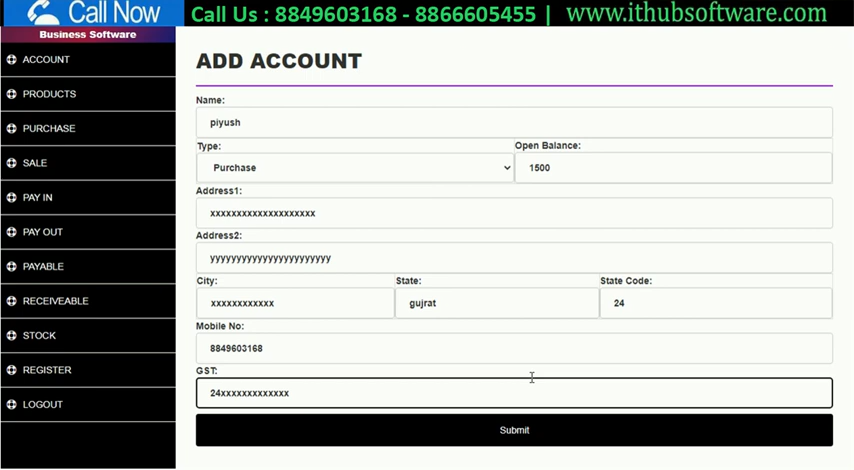 Call Now
Call Us : 8849603168 - 8866605455 | www.ithubsoftware.com
Business Software
ACCOUNT
PRODUCTS
PURCHASE
SALE
PAY IN
PAY OUT
PAYABLE
RECEIVEABLE
STOCK
REGISTER
LOGOUT
ADD ACCOUNT
Name:
piyush
Type: Open Balance:
Purchase 1500
Address1:
xxxxxxxxxxxxxxxxxxxx
Address2:
yyyyyyyyyyyyyyyyyyyyyyy
City: State: State Code:
xxxxxxxxxxxx gujrat 24
Mobile No:
8849603168
GST:
24xxxxxxxxxxxxx
Submit